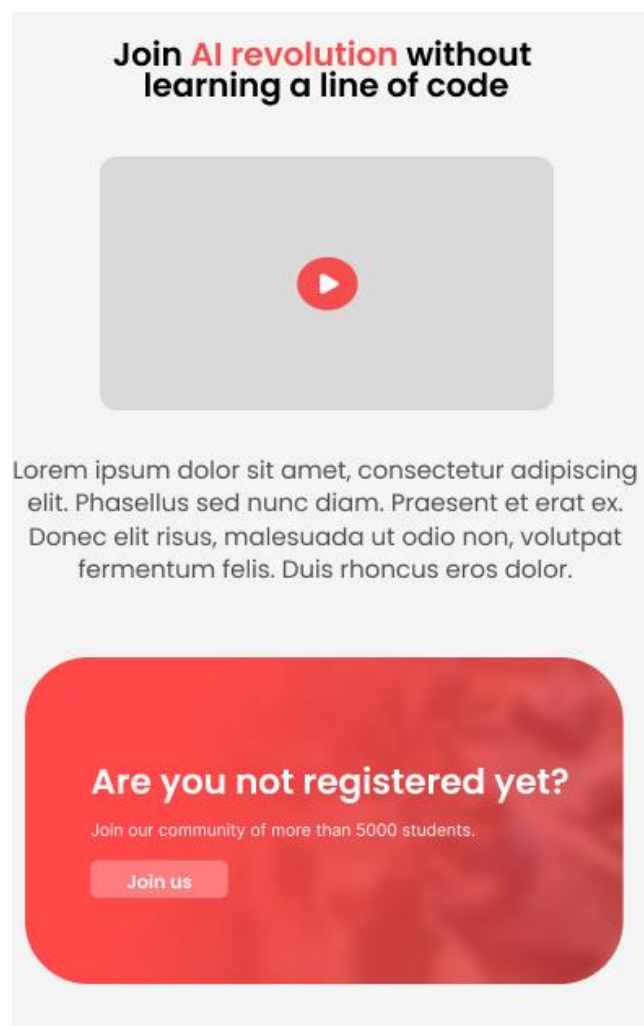 Join AI revolution without
learning a line of code
Lorem ipsum dolor sit amet, consectetur adipiscing
elit. Phasellus sed nunc diam. Praesent et erat ex.
Donec elit risus, malesuada ut odio non, volutpat
fermentum felis. Duis rhoncus eros dolor.
Are you not registered yet?
Join our community of more than 5000 students.
Join us